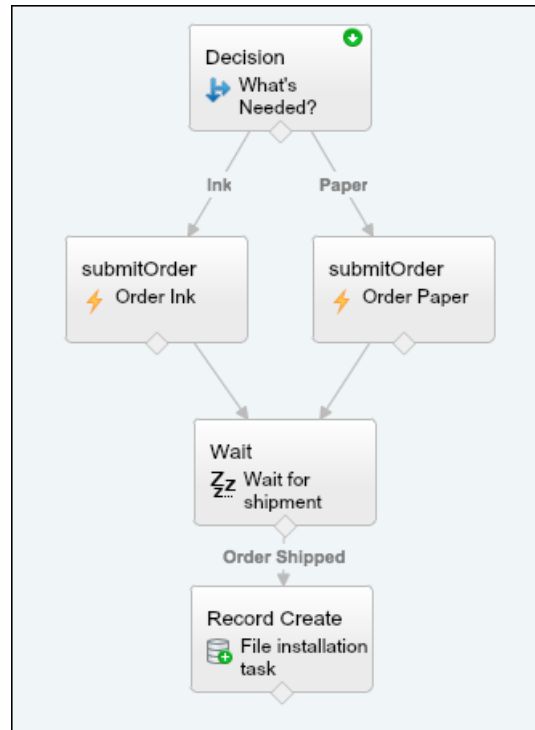 Decision
What's
Needed?
Ink
Paper
submitOrder
Order Ink
submitOrder
Order Paper
Wait
Zz
z...
Wait for
shipment
Order Shipped
Record Create
File installation
task